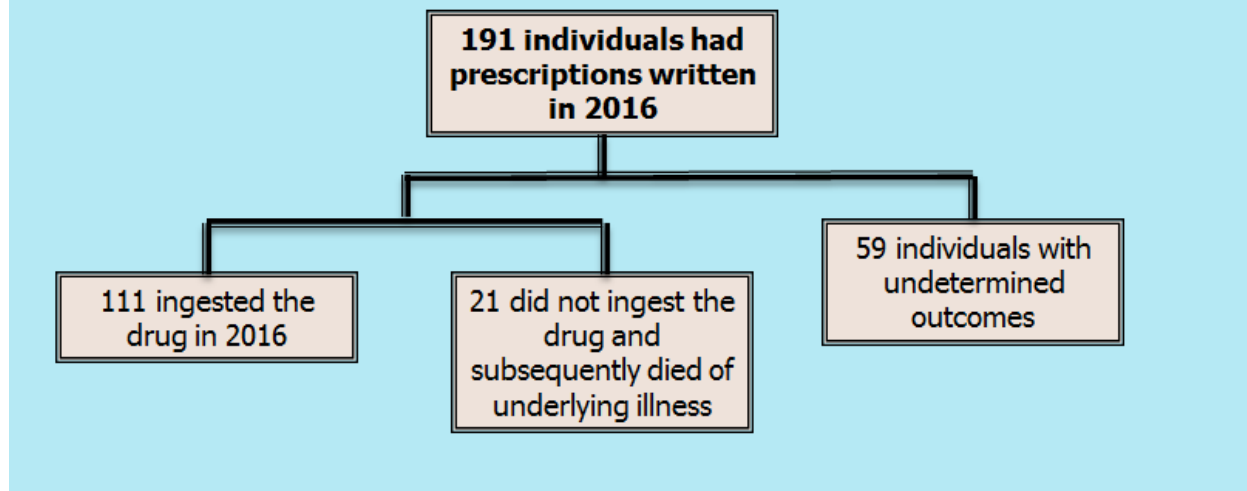 191 individuals had
prescriptions written
in 2016
111 ingested the
drug in 2016
21 did not ingest the
drug and
subsequently died of
underlying illness
59 individuals with
undetermined
outcomes